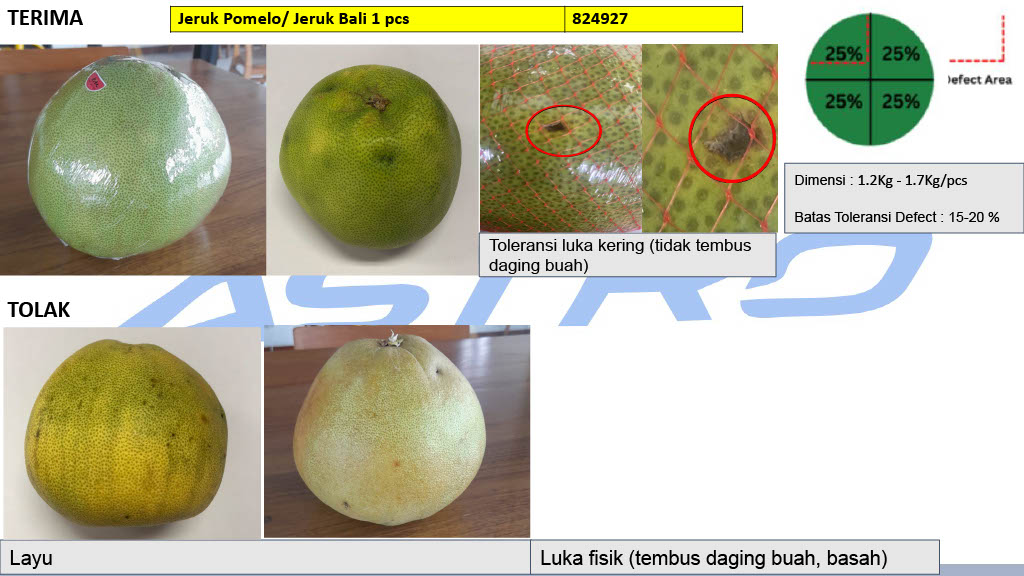 TERIMA
Jeruk Pomelo/ Jeruk Bali 1 pcs
824927
25%
25%
25%
25%
Defect Area
Dimensi : 1.2Kg - 1.7Kg/pcs
Batas Toleransi Defect : 15-20 %
Toleransi luka kering (tidak tembus
daging buah)
ASTRO
TOLAK
Layu
Luka fisik (tembus daging buah, basah)